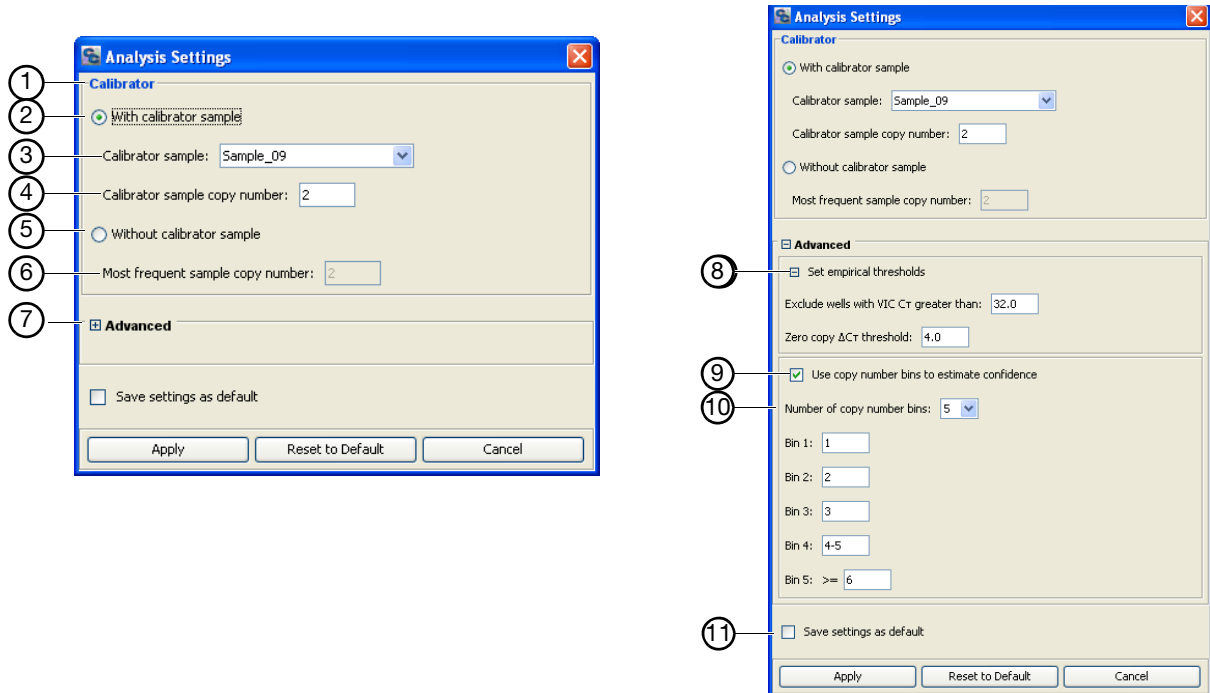 Analysis Settings
1
Calibrator
2
With calibrator sample
3
Calibrator sample: Sample_09
4
Calibrator sample copy number: 2
5
Without calibrator sample
6
Most frequent sample copy number: 2
7
Advanced
Save settings as default
Apply Reset to Default Cancel
Analysis Settings
Calibrator
With calibrator sample
Calibrator sample: Sample_09
Calibrator sample copy number: 2
Without calibrator sample
Most frequent sample copy number: 2
Advanced
8
Set empirical thresholds
Exclude wells with VIC CT greater than: 32.0
Zero copy ΔCT threshold: 4.0
9
Use copy number bins to estimate confidence
10
Number of copy number bins: 5
Bin 1: 1
Bin 2: 2
Bin 3: 3
Bin 4: 4-5
Bin 5: >= 6
11
Save settings as default
Apply Reset to Default Cancel